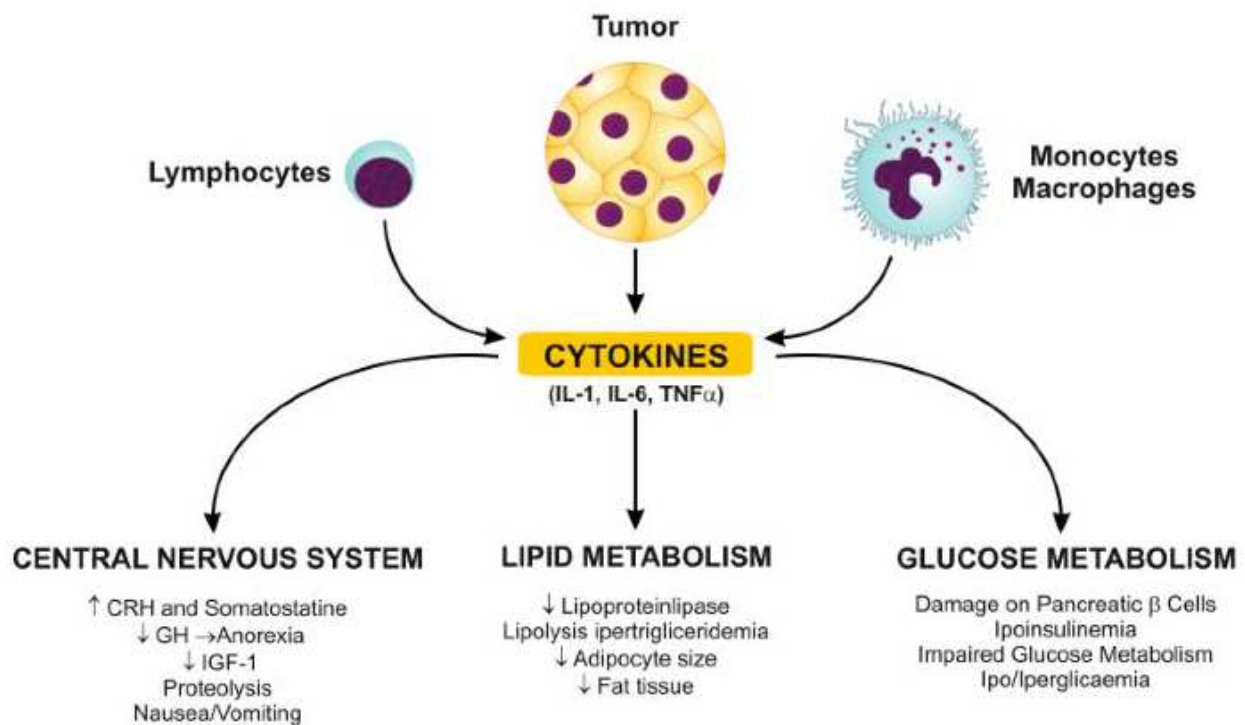 Tumor
Lymphocytes
Monocytes
Macrophages
CYTOKINES
(IL-1, IL-6, TNFα)
CENTRAL NERVOUS SYSTEM
↑ CRH and Somatostatine
↓ GH →Anorexia
↓ IGF-1
Proteolysis
Nausea/Vomiting
LIPID METABOLISM
↓ Lipoproteinlipase
Lipolysis ipertrigliceridemia
↓ Adipocyte size
↓ Fat tissue
GLUCOSE METABOLISM
Damage on Pancreatic β Cells
Ipoinsulinemia
Impaired Glucose Metabolism
Ipo/Iperglicaemia